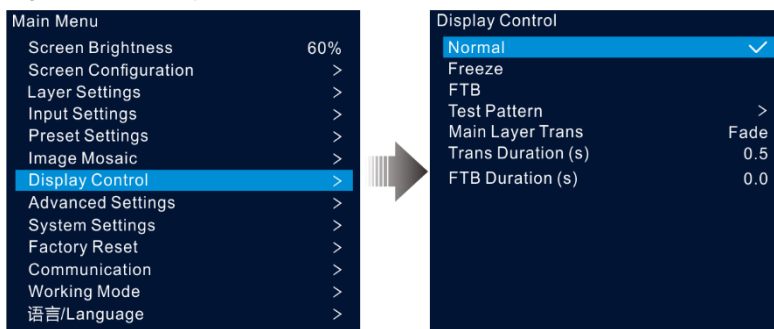 Main Menu
Screen Brightness 60%
Screen Configuration >
Layer Settings >
Input Settings >
Preset Settings >
Image Mosaic >
Display Control >
Advanced Settings >
System Settings >
Factory Reset >
Communication >
Working Mode >
语言/Language >
Display Control
Normal ✓
Freeze
FTB
Test Pattern >
Main Layer Trans Fade
Trans Duration (s) 0.5
FTB Duration (s) 0.0